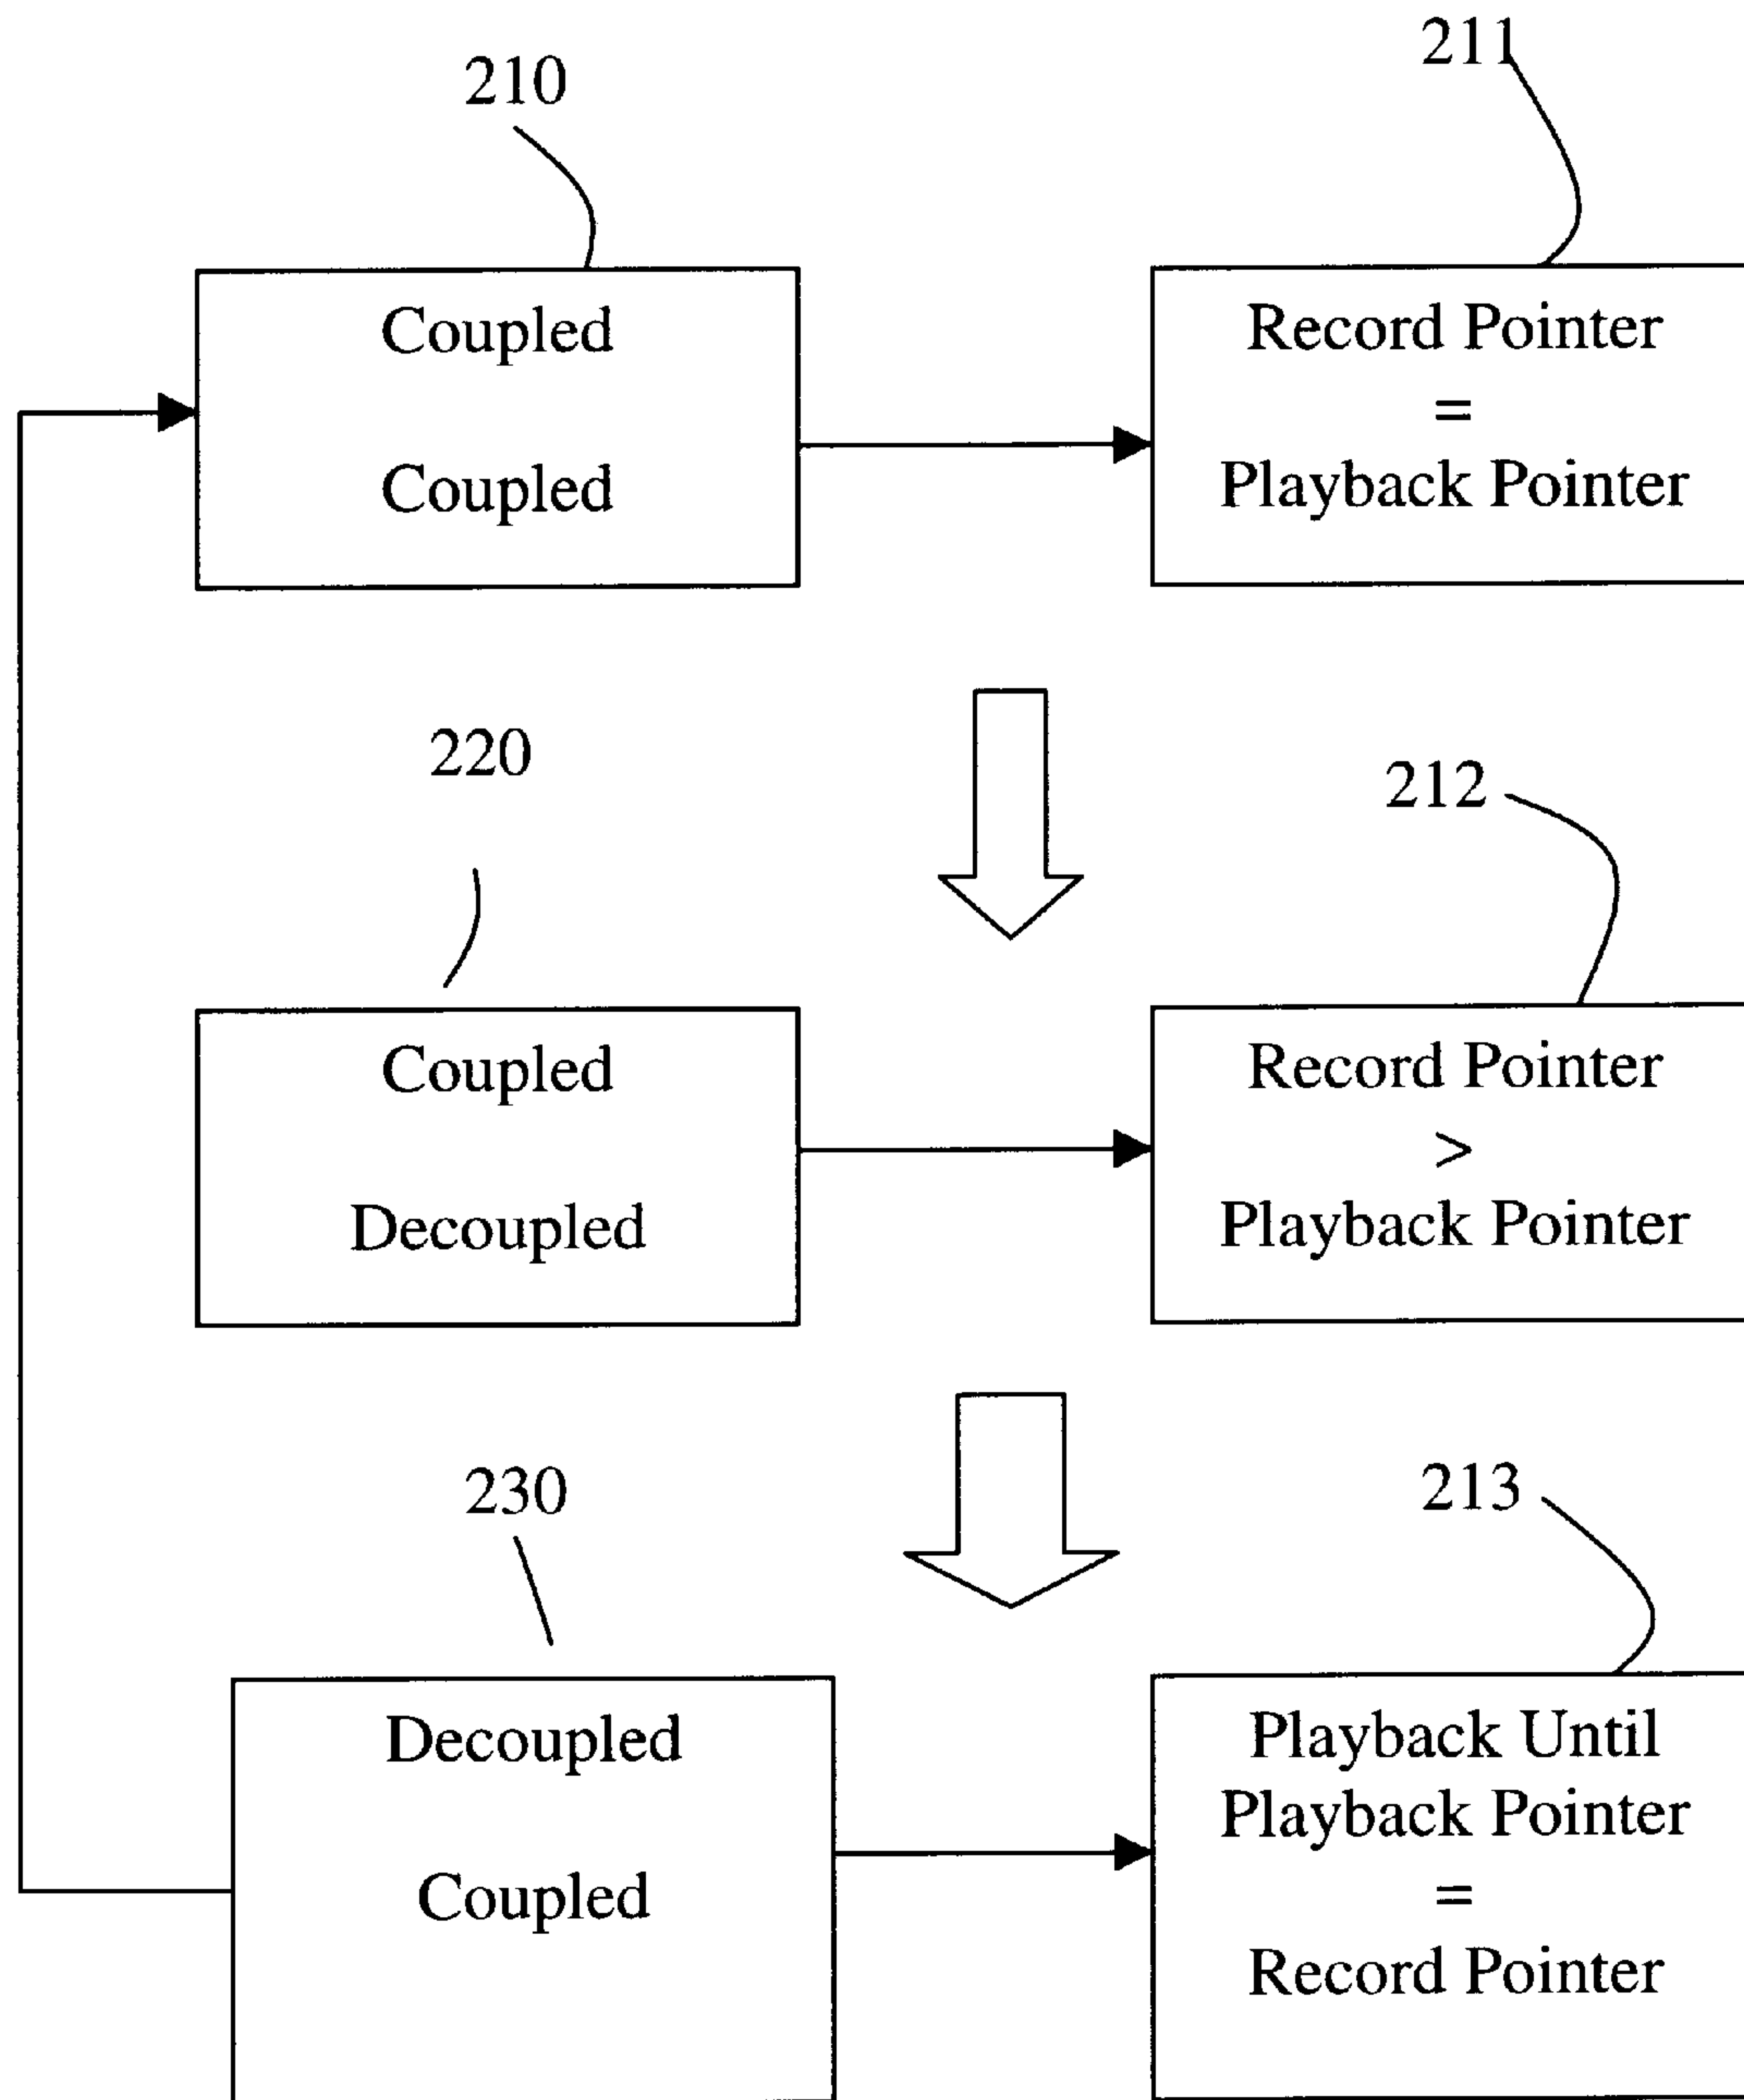 210
211
Coupled
Coupled
Record Pointer
=
Playback Pointer
220
212
Coupled
Decoupled
Record Pointer
>
Playback Pointer
230
213
Decoupled
Coupled
Playback Until
Playback Pointer
=
Record Pointer